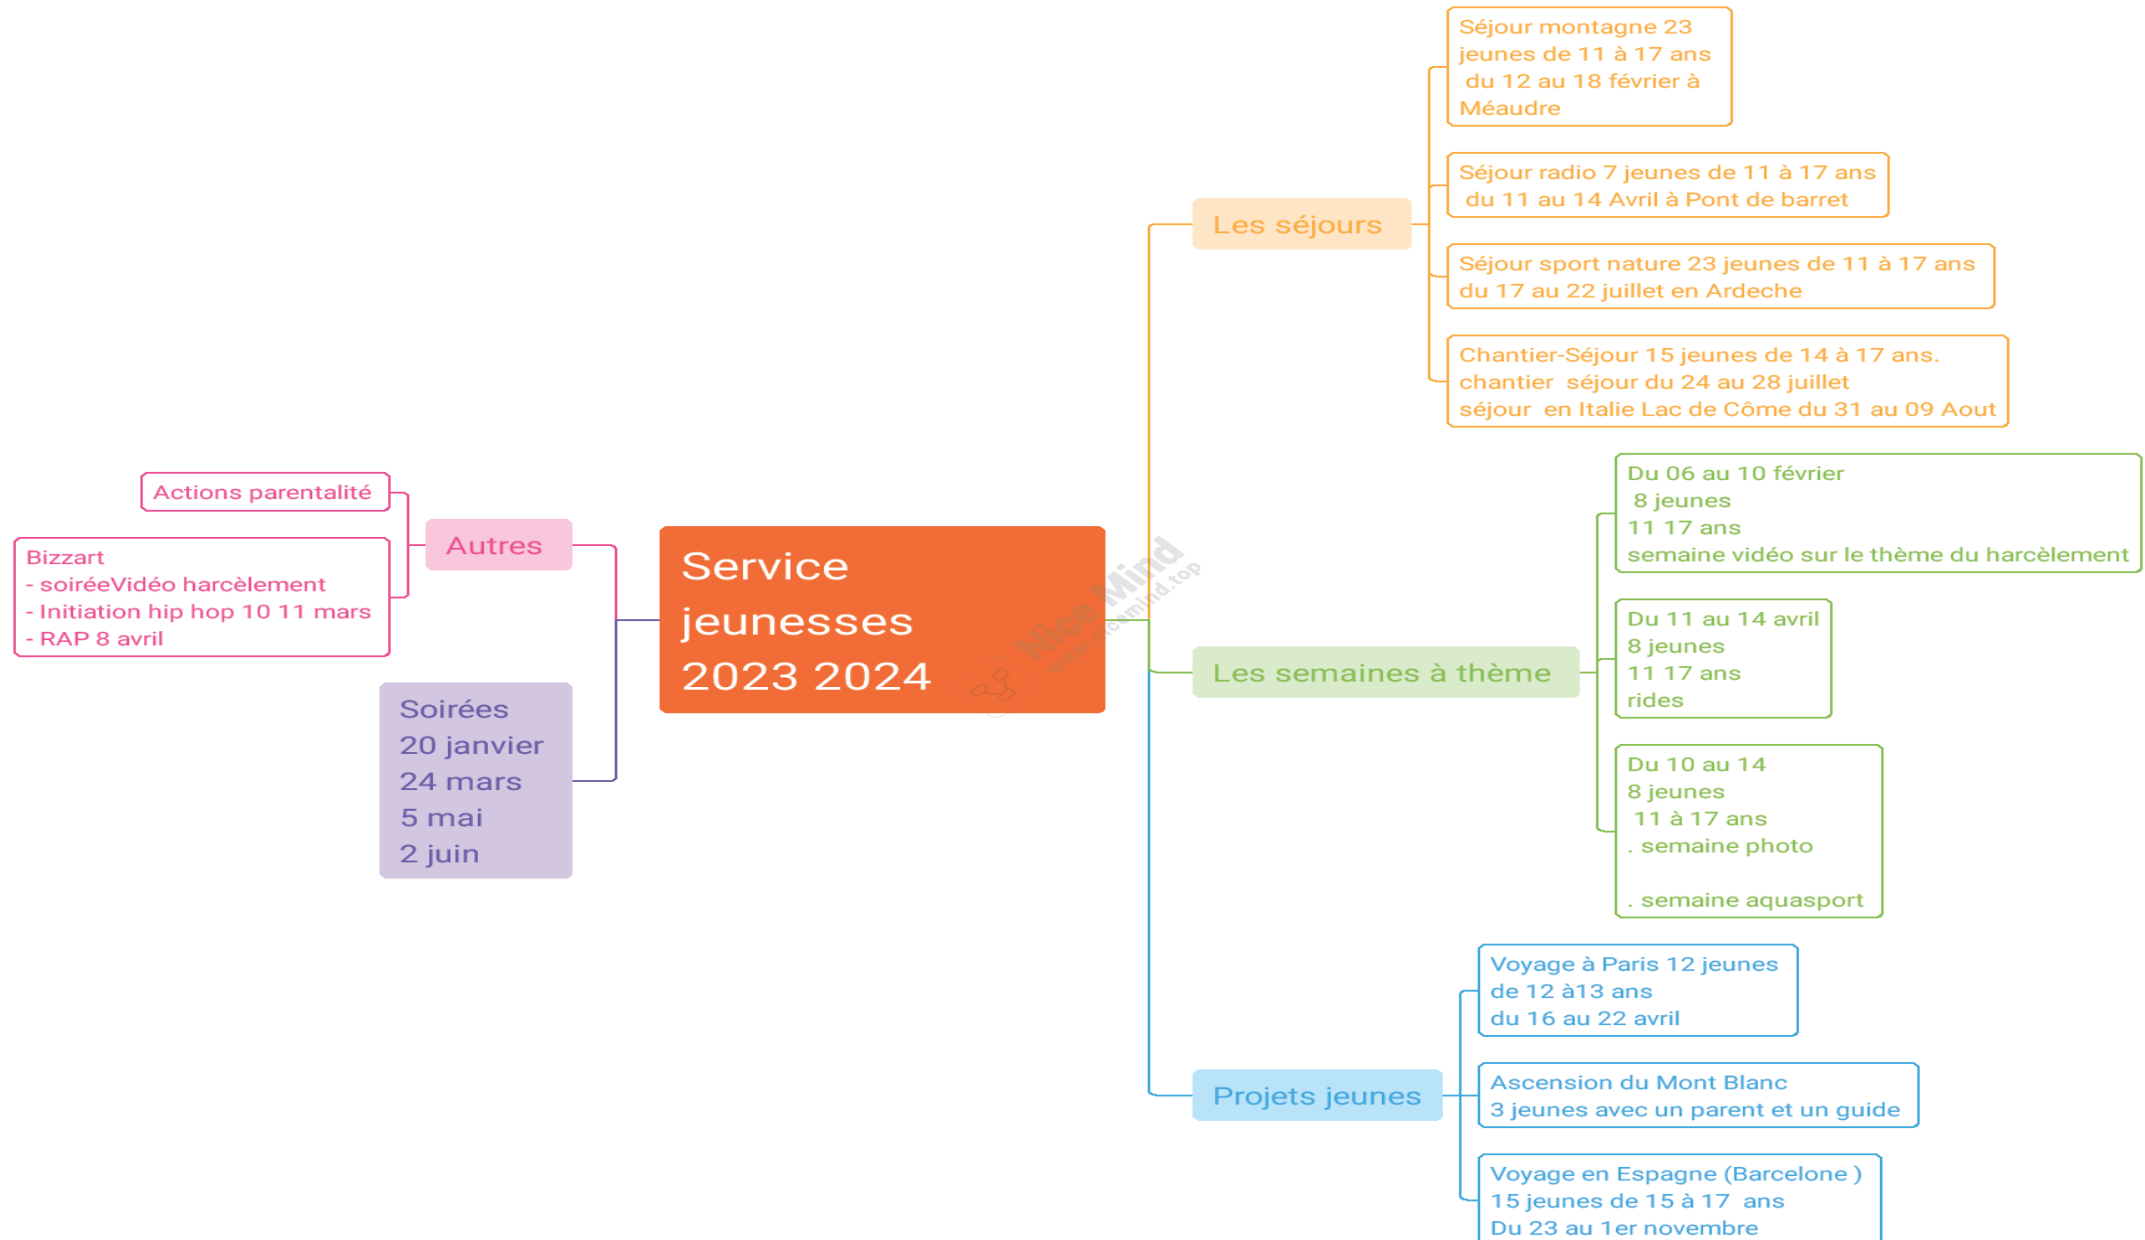 Service
jeunesses
2023 2024
Les séjours
Séjour montagne 23
jeunes de 11 à 17 ans
du 12 au 18 février à
Méaudre
Séjour radio 7 jeunes de 11 à 17 ans
du 11 au 14 Avril à Pont de barret
Séjour sport nature 23 jeunes de 11 à 17 ans
du 17 au 22 juillet en Ardeche
Chantier-Séjour 15 jeunes de 14 à 17 ans.
chantier séjour du 24 au 28 juillet
séjour en Italie Lac de Côme du 31 au 09 Aout
Les semaines à thème
Du 06 au 10 février
8 jeunes
11 17 ans
semaine vidéo sur le thème du harcèlement
Du 11 au 14 avril
8 jeunes
11 17 ans
rides
Du 10 au 14
8 jeunes
11 à 17 ans
. semaine photo
. semaine aquasport
Projets jeunes
Voyage à Paris 12 jeunes
de 12 à13 ans
du 16 au 22 avril
Ascension du Mont Blanc
3 jeunes avec un parent et un guide
Voyage en Espagne (Barcelone )
15 jeunes de 15 à 17 ans
Du 23 au 1er novembre
Autres
Actions parentalité
Bizzart
- soiréeVidéo harcèlement
- Initiation hip hop 10 11 mars
- RAP 8 avril
Soirées
20 janvier
24 mars
5 mai
2 juin
Nice Mind
www.nicemind.top